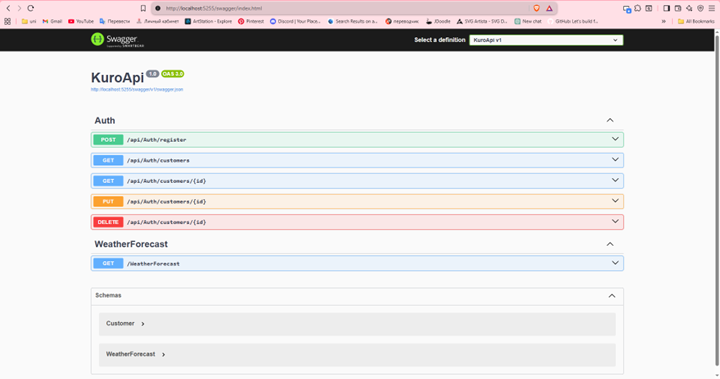 http://localhost:5255/swagger/index.html
uni Gmail YouTube Перевести Личный кабинет ArtStation - Explore Pinterest Discord | Your Place... Search Results on a... переводчик JDoodle SVG Artista - SVG D... New chat GitHub Let's build f... » All Bookmarks
Swagger
Select a definition KuroApi v1
KuroApi 1.0 OAS 3.0
http://localhost:5255/swagger/v1/swagger.json
Auth
POST /api/Auth/register
GET /api/Auth/customers
GET /api/Auth/customers/{id}
PUT /api/Auth/customers/{id}
DELETE /api/Auth/customers/{id}
WeatherForecast
GET /WeatherForecast
Schemas
Customer
WeatherForecast